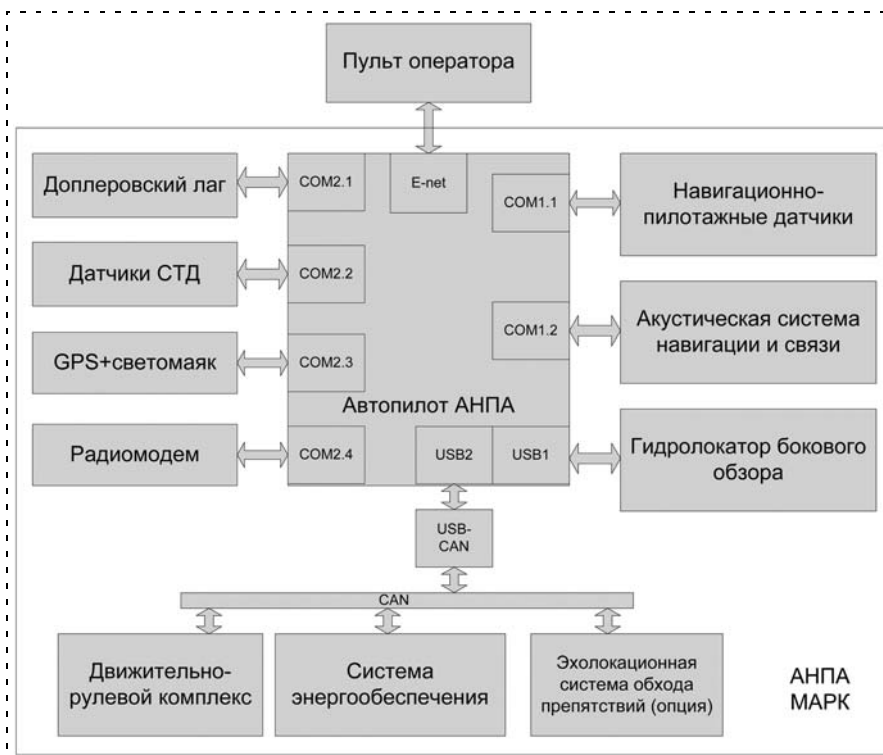 Пульт оператора
Доплеровский лаг
COM2.1
E-net
COM1.1
Навигационно-
пилотажные датчики
Датчики СТД
COM2.2
COM1.2
Акустическая система
навигации и связи
GPS+светомаяк
COM2.3
Автопилот АНПА
Радиомодем
COM2.4
USB2
USB1
Гидролокатор бокового
обзора
USB-
CAN
CAN
Движительно-
рулевой комплекс
Система
энергообеспечения
Эхолокационная
система обхода
препятствий (опция)
АНПА
МАРК